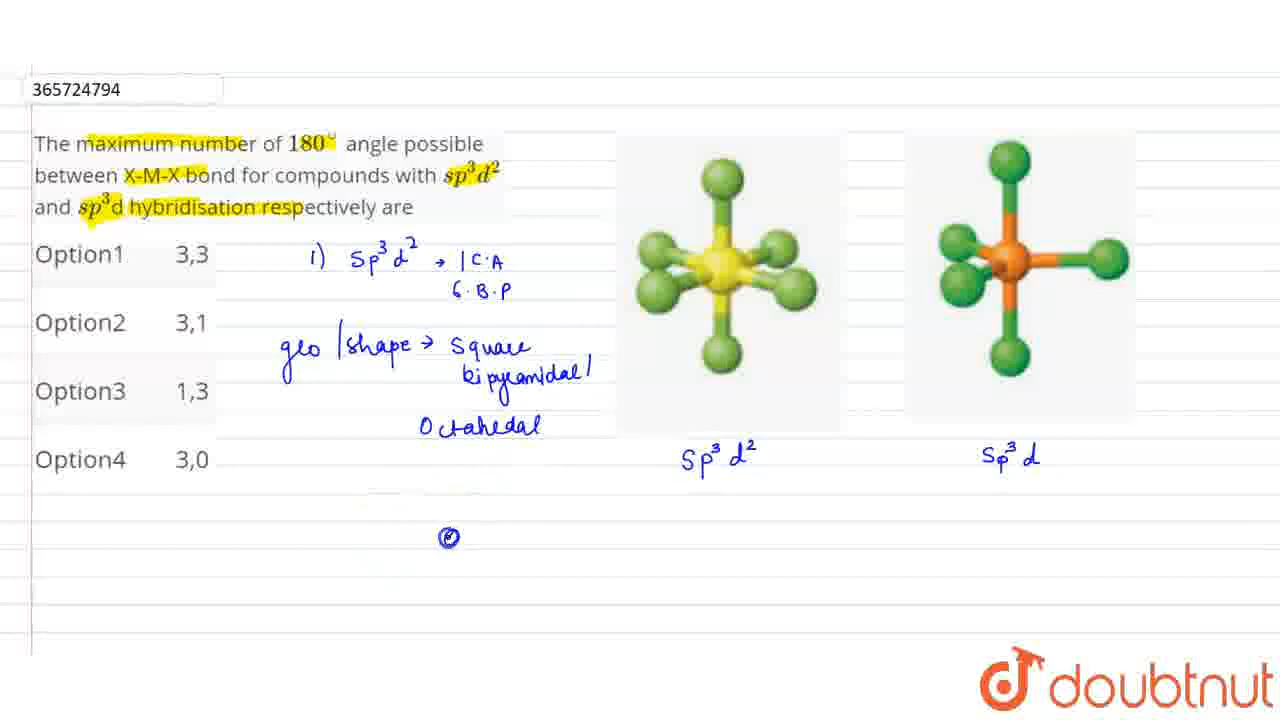 365724794
The maximum number of 180° angle possible
between X-M-X bond for compounds with sp³d²
and sp³d hybridisation respectively are
Option1 3,3
Option2 3,1
Option3 1,3
Option4 3,0
1) Sp³d² → 1 C.A
6.B.P
geo / shape → Square
bipyramidal /
Octahedal
Sp³d²
Sp³d
doubtnut